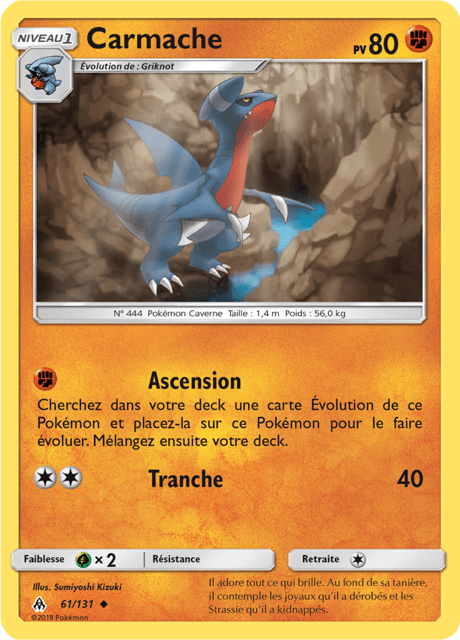 NIVEAU 1
Carmache
PV 80
Évolution de : Griknot
N° 444 Pokémon Caverne Taille : 1,4 m Poids : 56,0 kg
Ascension
Cherchez dans votre deck une carte Évolution de ce
Pokémon et placez-la sur ce Pokémon pour le faire
évoluer. Mélangez ensuite votre deck.
Tranche 40
Faiblesse × 2 Résistance Retraite
Illus. Sumiyoshi Kizuki
61/131
©2018 Pokémon
Il adore tout ce qui brille. Au fond de sa tanière,
il contemple les joyaux qu'il a dérobés et les
Strassie qu'il a kidnappés.